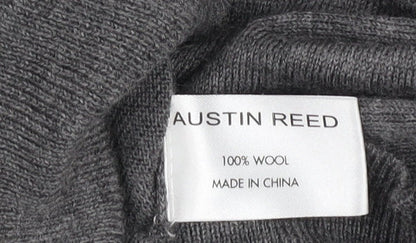 AUSTIN REED
100% WOOL
MADE IN CHINA